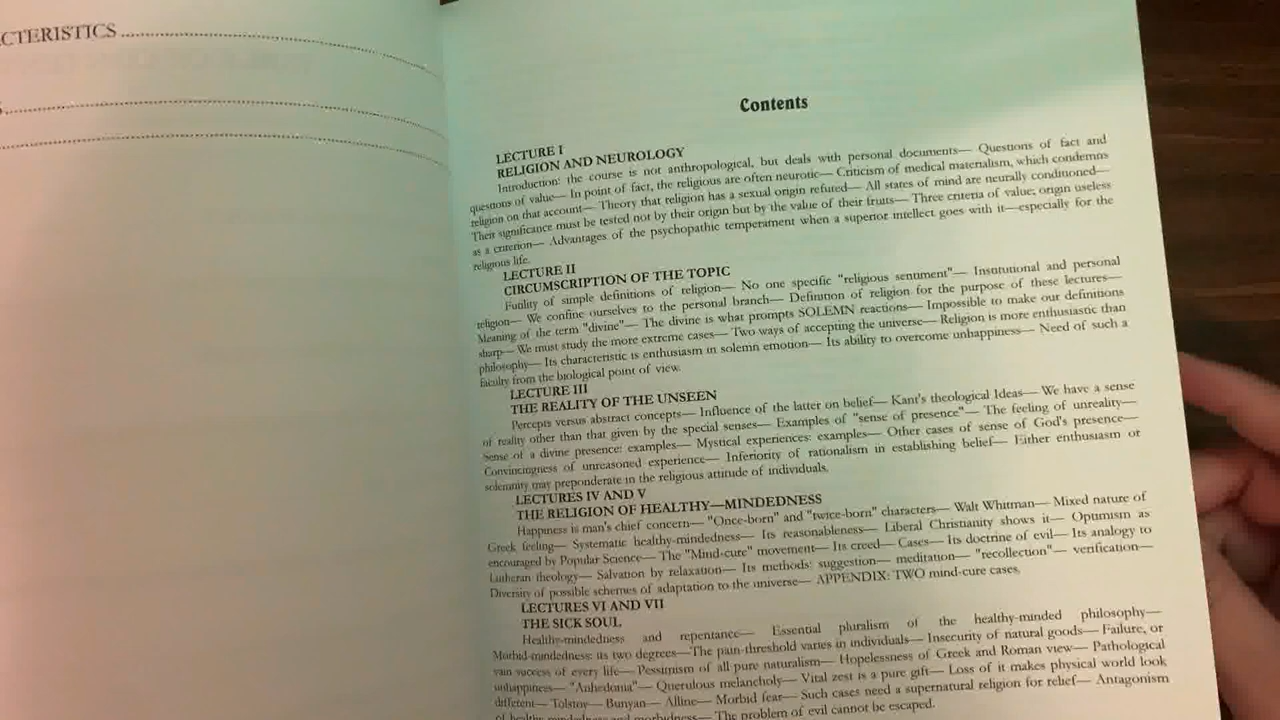 CTERISTICS
Contents
LECTURE I
RELIGION AND NEUROLOGY
Introduction: the course is not anthropological, but deals with personal documents— Questions of fact and
questions of value— In point of fact, the religious are often neurotic— Criticism of medical materialism, which condemns
religion on that account— Theory that religion has a sexual origin refuted— All states of mind are neurally conditioned—
Their significance must be tested not by their origin but by the value of their fruits— Three criteria of value; origin useless
as a criterion— Advantages of the psychopathic temperament when a superior intellect goes with it—especially for the
religious life.
LECTURE II
CIRCUMSCRIPTION OF THE TOPIC
Futility of simple definitions of religion— No one specific "religious sentiment"— Institutional and personal
religion— We confine ourselves to the personal branch— Definition of religion for the purpose of these lectures—
Meaning of the term "divine"— The divine is what prompts SOLEMN reactions— Impossible to make our definitions
sharp— We must study the more extreme cases— Two ways of accepting the universe— Religion is more enthusiastic than
philosophy— Its characteristic is enthusiasm in solemn emotion— Its ability to overcome unhappiness— Need of such a
faculty from the biological point of view.
LECTURE III
THE REALITY OF THE UNSEEN
Percepts versus abstract concepts— Influence of the latter on belief— Kant's theological Ideas— We have a sense
of reality other than that given by the special senses— Examples of "sense of presence"— The feeling of unreality—
Sense of a divine presence: examples— Mystical experiences: examples— Other cases of sense of God's presence—
Convincingness of unreasoned experience— Inferiority of rationalism in establishing belief— Either enthusiasm or
solemnity may preponderate in the religious attitude of individuals.
LECTURES IV AND V
THE RELIGION OF HEALTHY—MINDEDNESS
Happiness is man's chief concern— "Once-born" and "twice-born" characters— Walt Whitman— Mixed nature of
Greek feeling— Systematic healthy-mindedness— Its reasonableness— Liberal Christianity shows it— Optimism as
encouraged by Popular Science— The "Mind-cure" movement— Its creed— Cases— Its doctrine of evil— Its analogy to
Lutheran theology— Salvation by relaxation— Its methods: suggestion— meditation— "recollection"— verification—
Diversity of possible schemes of adaptation to the universe— APPENDIX: TWO mind-cure cases.
LECTURES VI AND VII
THE SICK SOUL
Healthy-mindedness and repentance— Essential pluralism of the healthy-minded philosophy—
Morbid-mindedness: its two degrees—The pain-threshold varies in individuals— Insecurity of natural goods— Failure, or
vain success of every life— Pessimism of all pure naturalism— Hopelessness of Greek and Roman view— Pathological
unhappiness— "Anhedonia"— Querulous melancholy— Vital zest is a pure gift— Loss of it makes physical world look
different— Tolstoy— Bunyan— Alline— Morbid fear— Such cases need a supernatural religion for relief— Antagonism
of healthy-mindedness and morbidness— The problem of evil cannot be escaped.